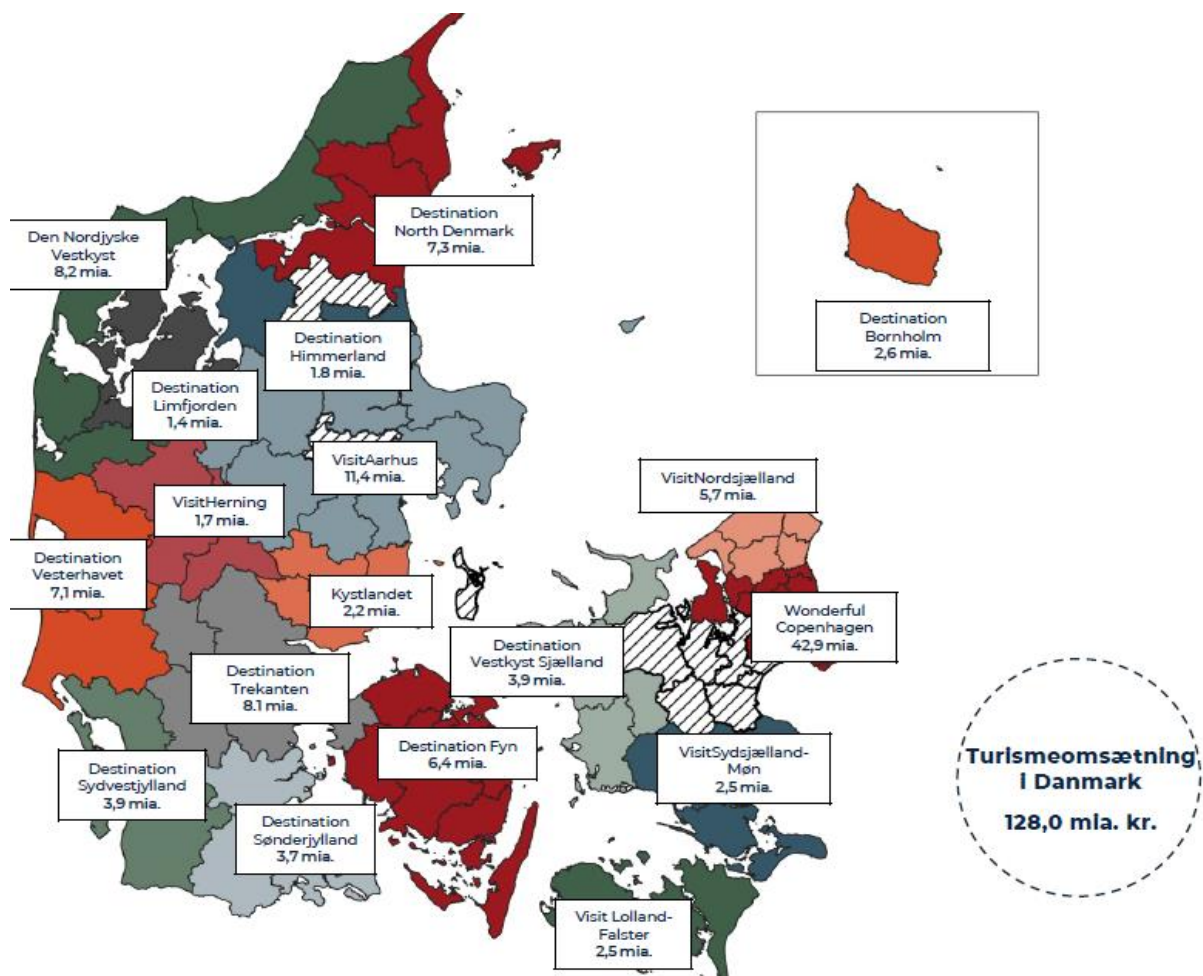 Den Nordjyske
Vestkyst
8,2 mia.
Destination
North Denmark
7,3 mia.
Destination
Himmerland
1.8 mia.
Destination
Limfjorden
1,4 mia.
VisitAarhus
11,4 mia.
VisitHerning
1,7 mia.
Destination
Vesterhavet
7,1 mia.
Kystlandet
2,2 mia.
Destination
Trekanten
8.1 mia.
Destination
Sydvestjylland
3,9 mia.
Destination
Sønderjylland
3,7 mia.
Destination Fyn
6,4 mia.
Destination
Bornholm
2,6 mia.
VisitNordsjælland
5,7 mia.
Wonderful
Copenhagen
42,9 mia.
Destination
Vestkyst Sjælland
3,9 mia.
VisitSydsjælland-
Møn
2,5 mia.
Visit Lolland-
Falster
2,5 mia.
Turismeomsætning
i Danmark
128,0 mla. kr.